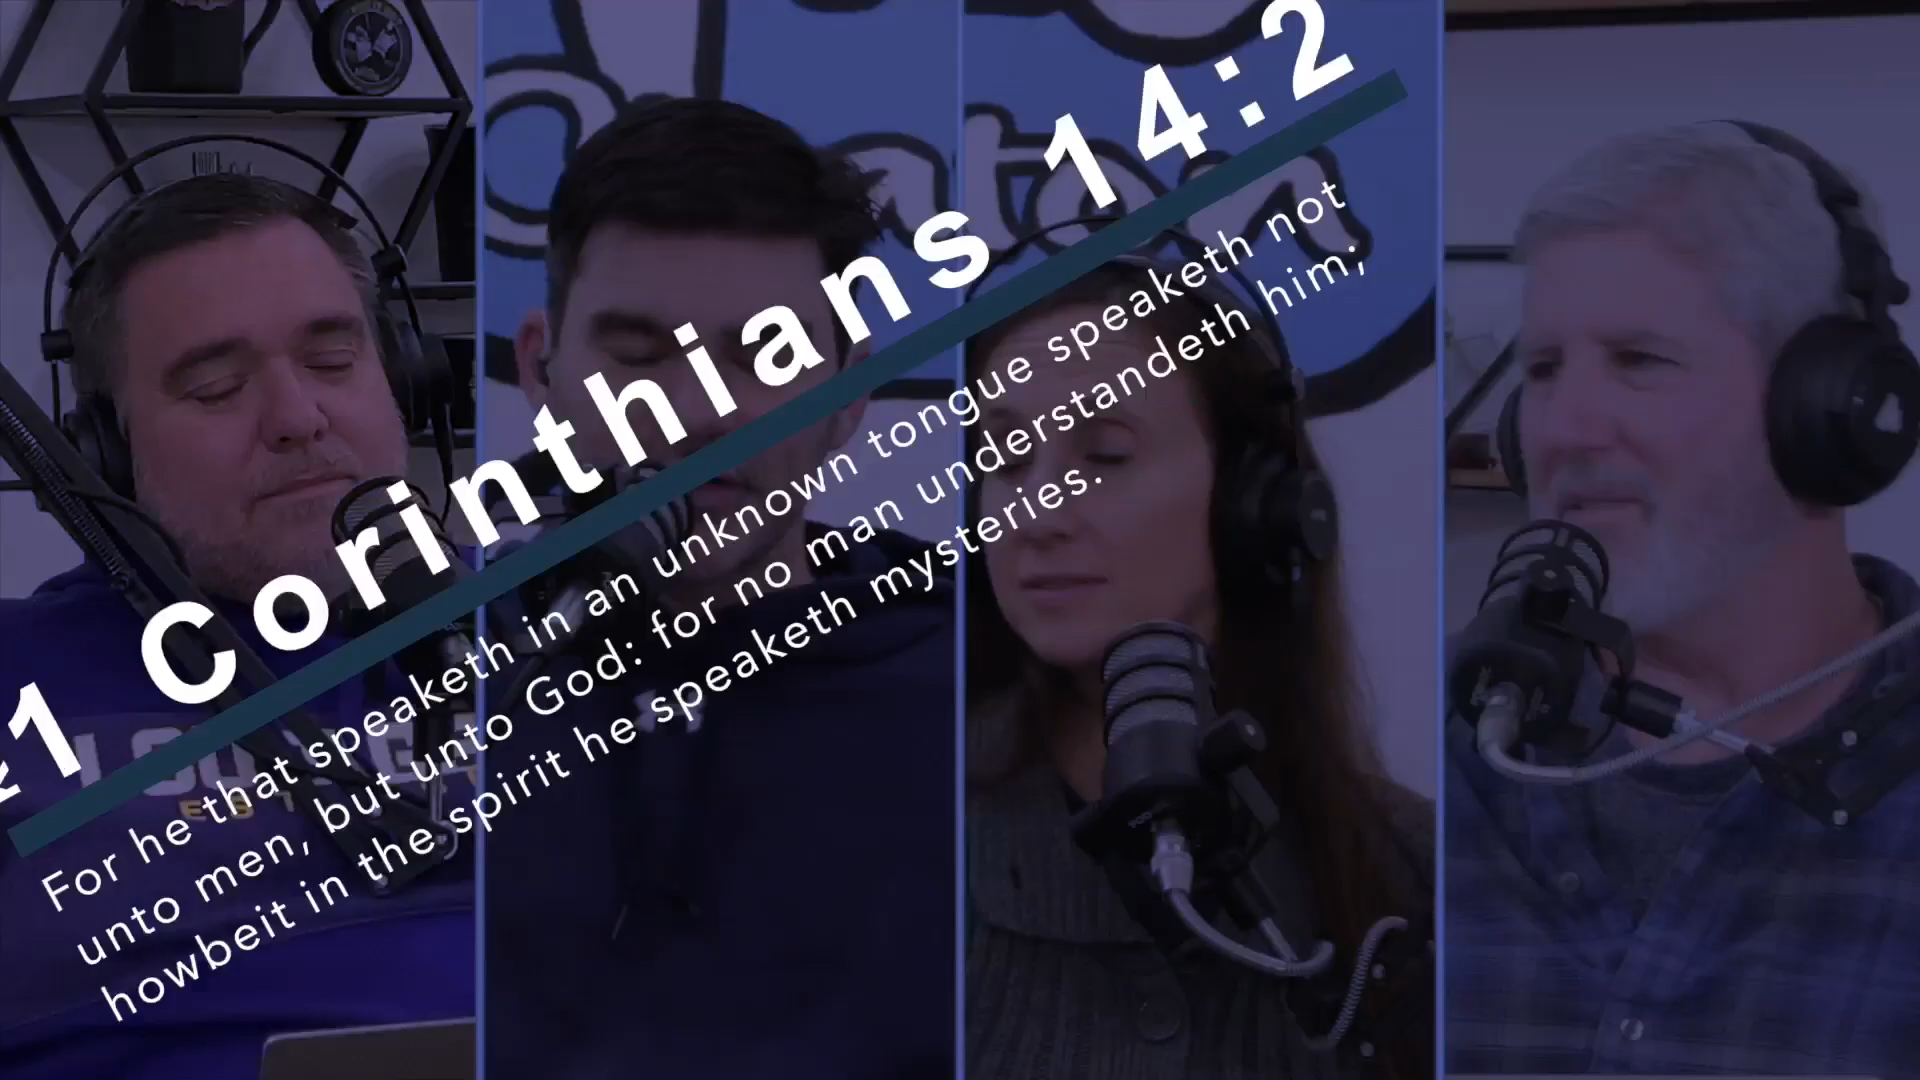 1 Corinthians 14:2
For he that speaketh in an unknown tongue speaketh not
unto men, but unto God: for no man understandeth him;
howbeit in the spirit he speaketh mysteries.